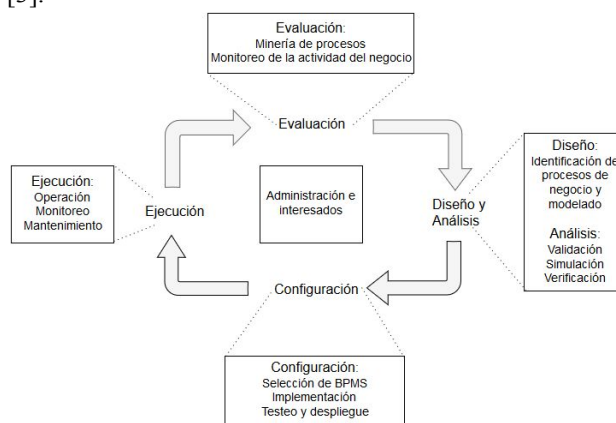 [5].
Evaluación:
Minería de procesos
Monitoreo de la actividad del negocio
Evaluación
Ejecución:
Operación
Monitoreo
Mantenimiento
Ejecución
Administración e
interesados
Diseño y
Análisis
Diseño:
Identificación de
procesos de
negocio y
modelado
Análisis:
Validación
Simulación
Verificación
Configuración
Configuración:
Selección de BPMS
Implementación
Testeo y despliegue